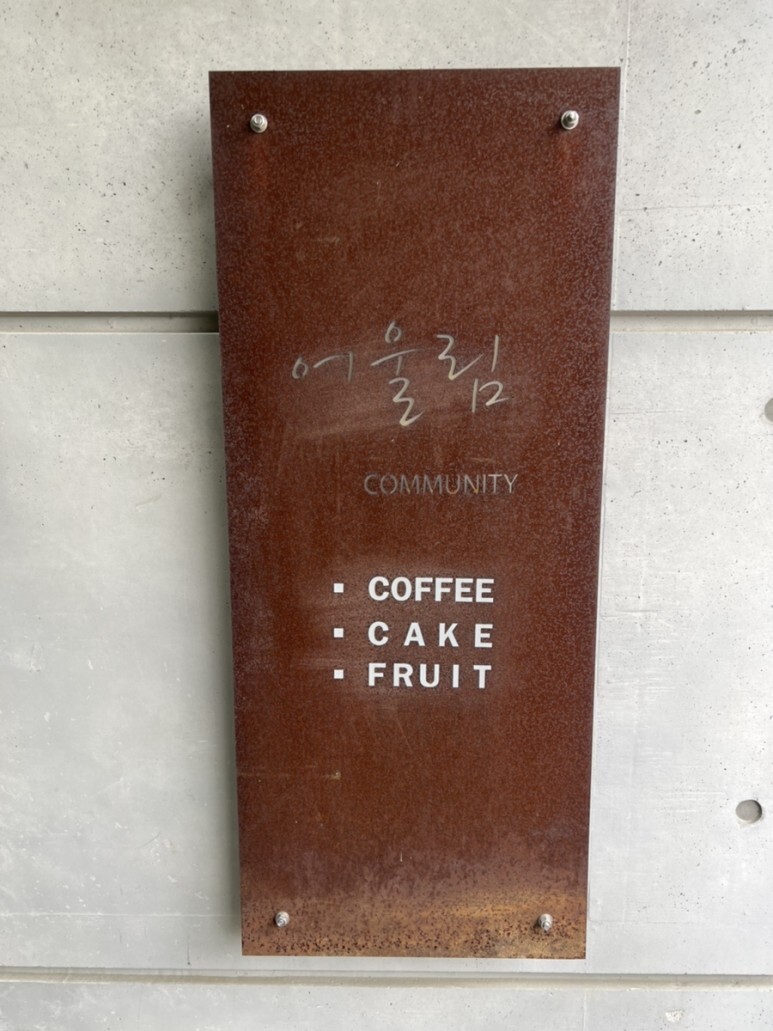 어울림
COMMUNITY
▪ COFFEE
▪ CAKE
▪ FRUIT